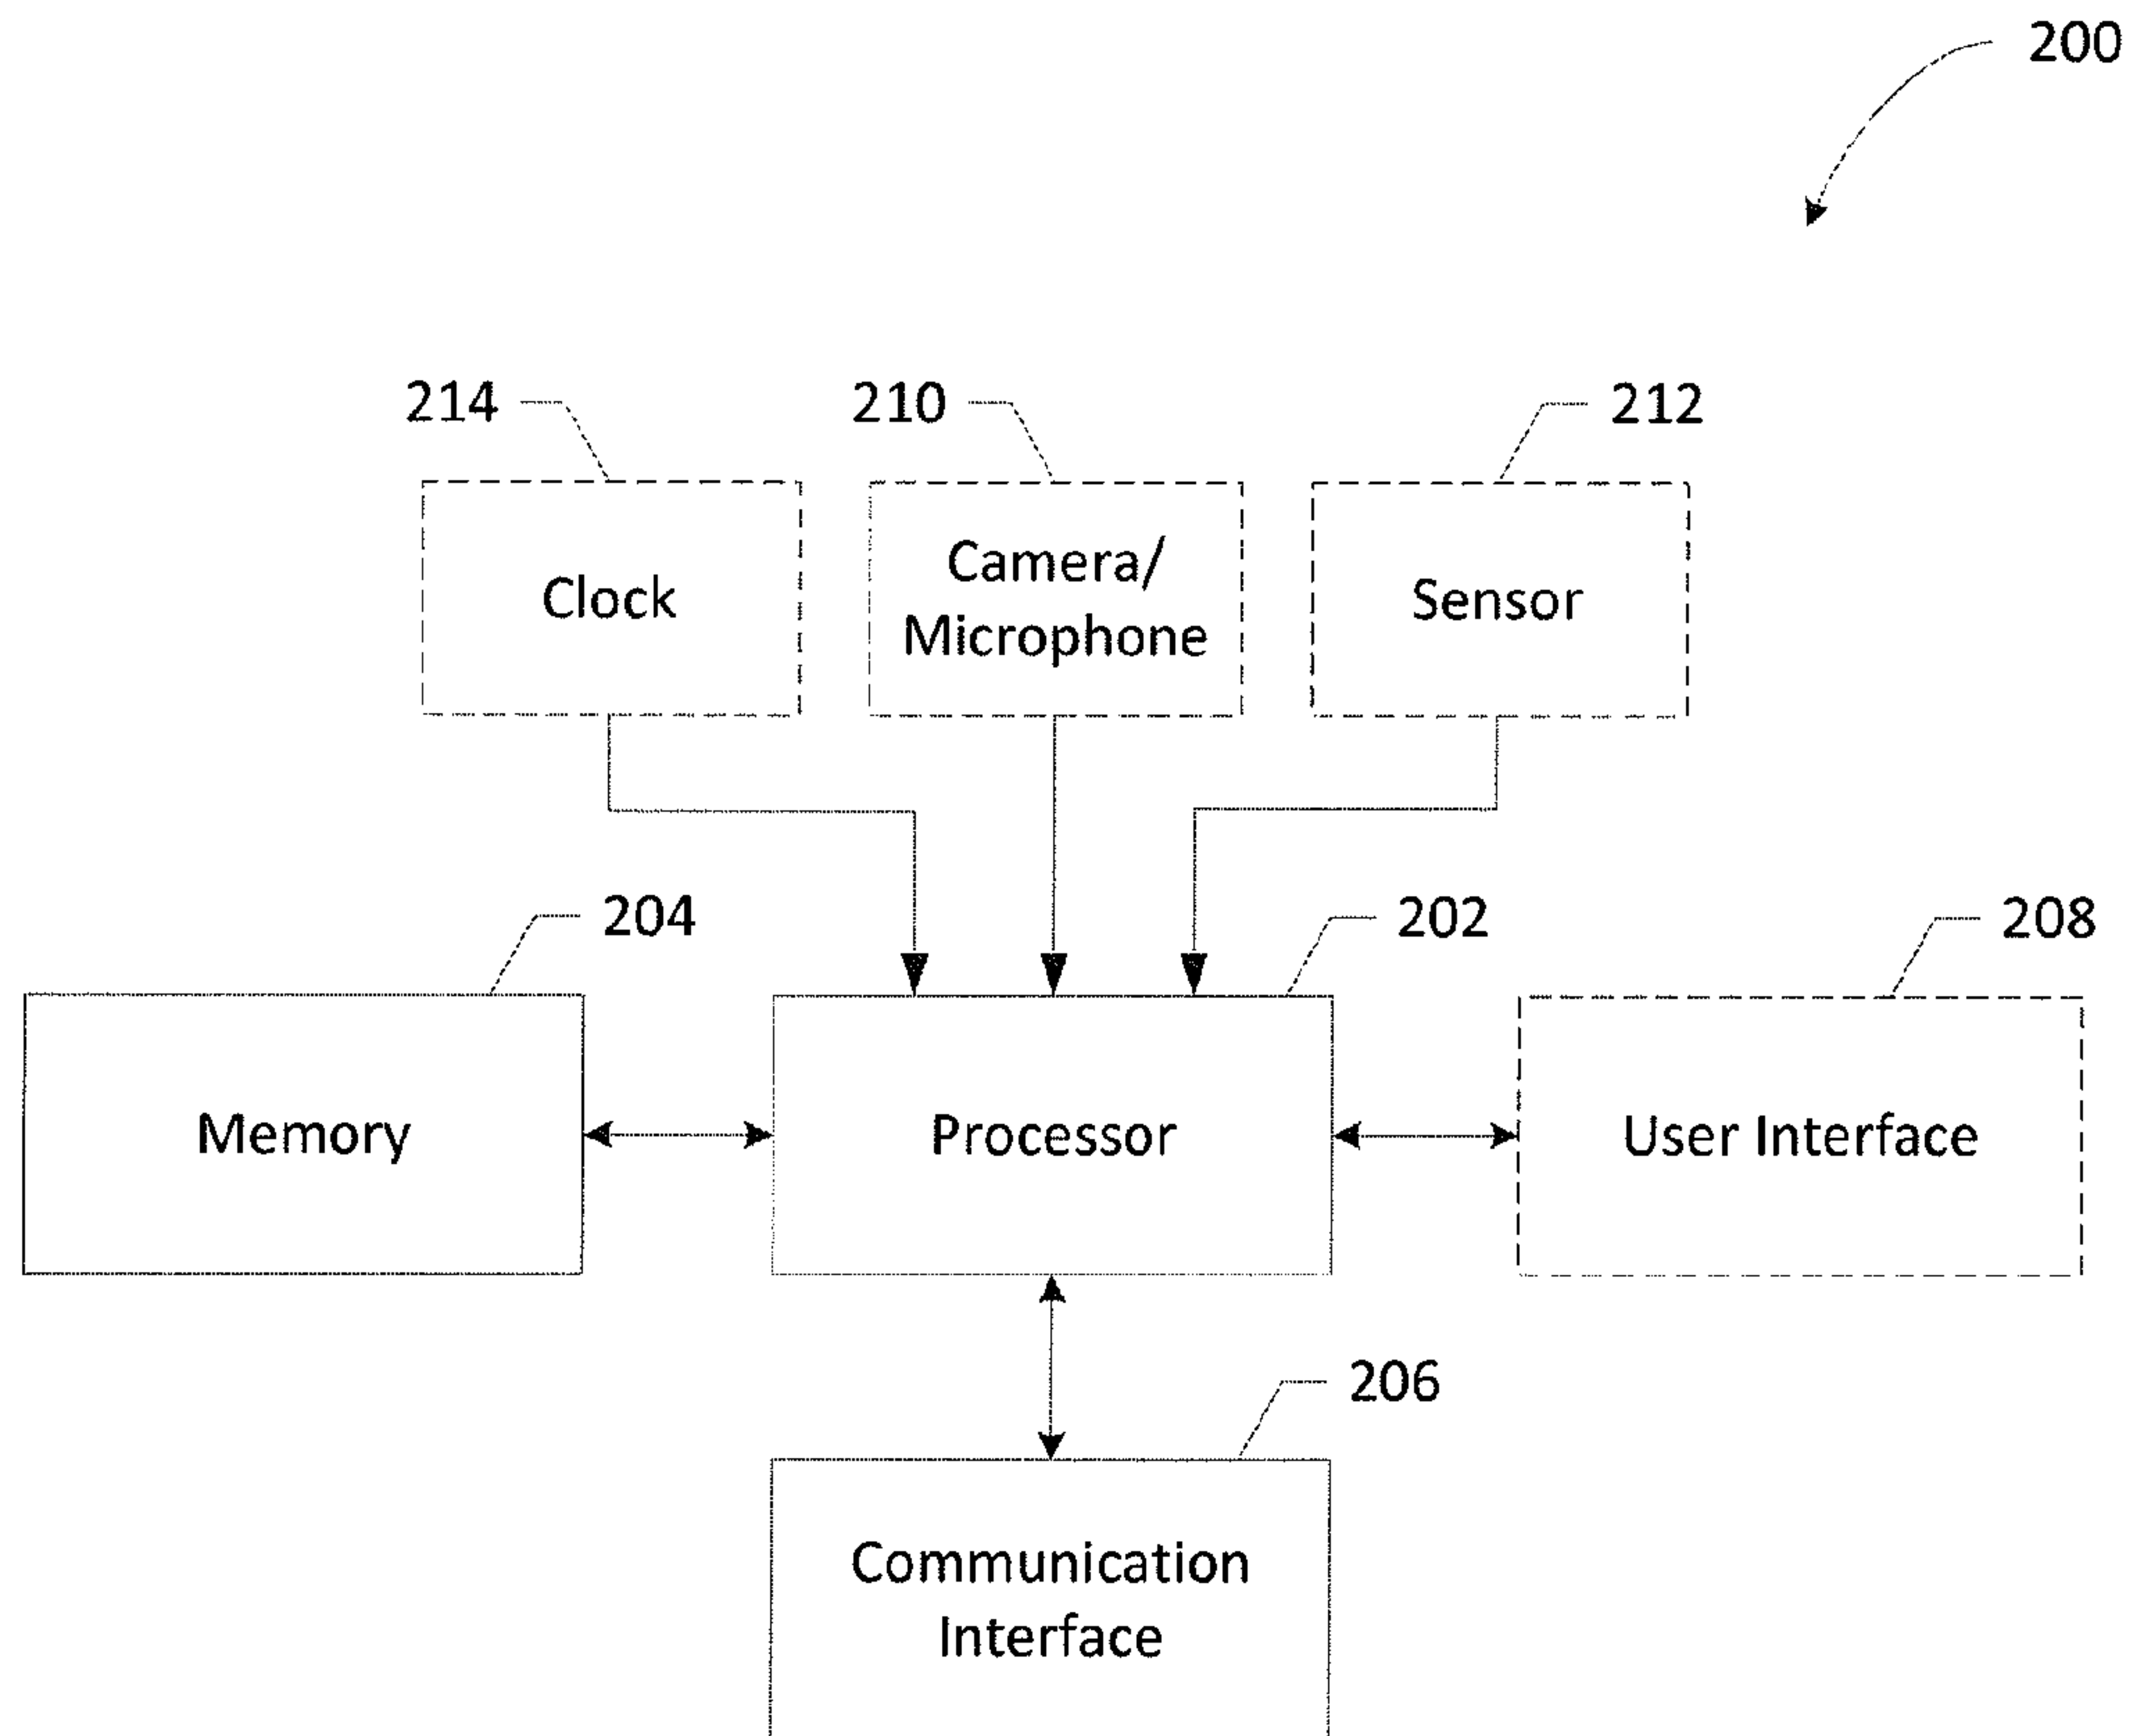 200
214
210
212
Clock
Camera/
Microphone
Sensor
204
202
208
Memory
Processor
User Interface
206
Communication
Interface